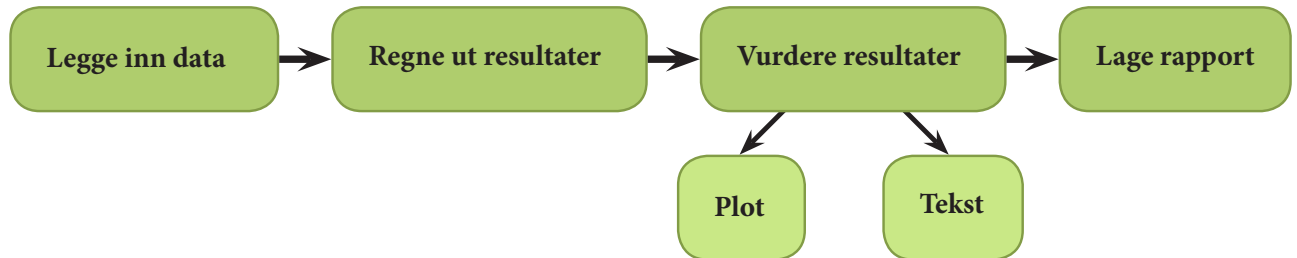 Legge inn data
Regne ut resultater
Vurdere resultater
Lage rapport
Plot
Tekst